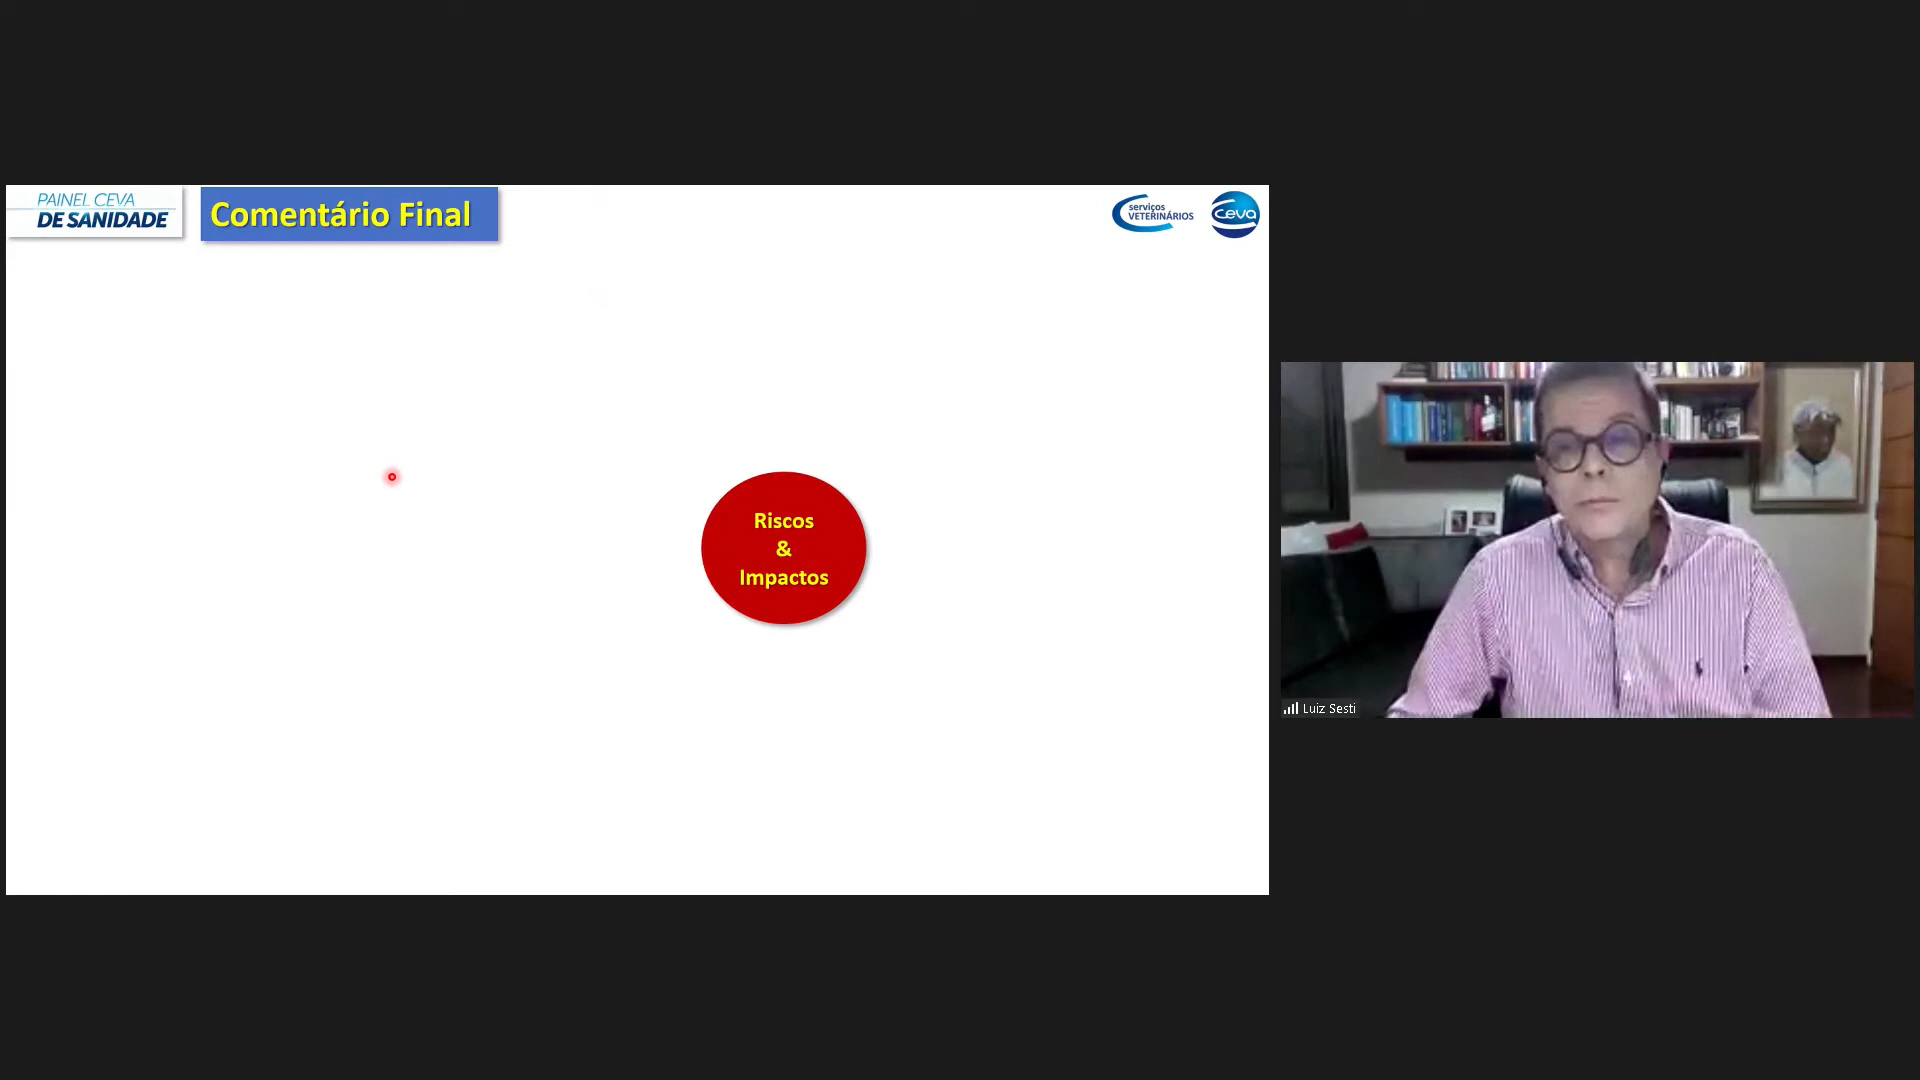 PAINEL CEVA
DE SANIDADE
Comentário Final
serviços
VETERINÁRIOS
Ceva
Riscos
&
Impactos
Luiz Sesti